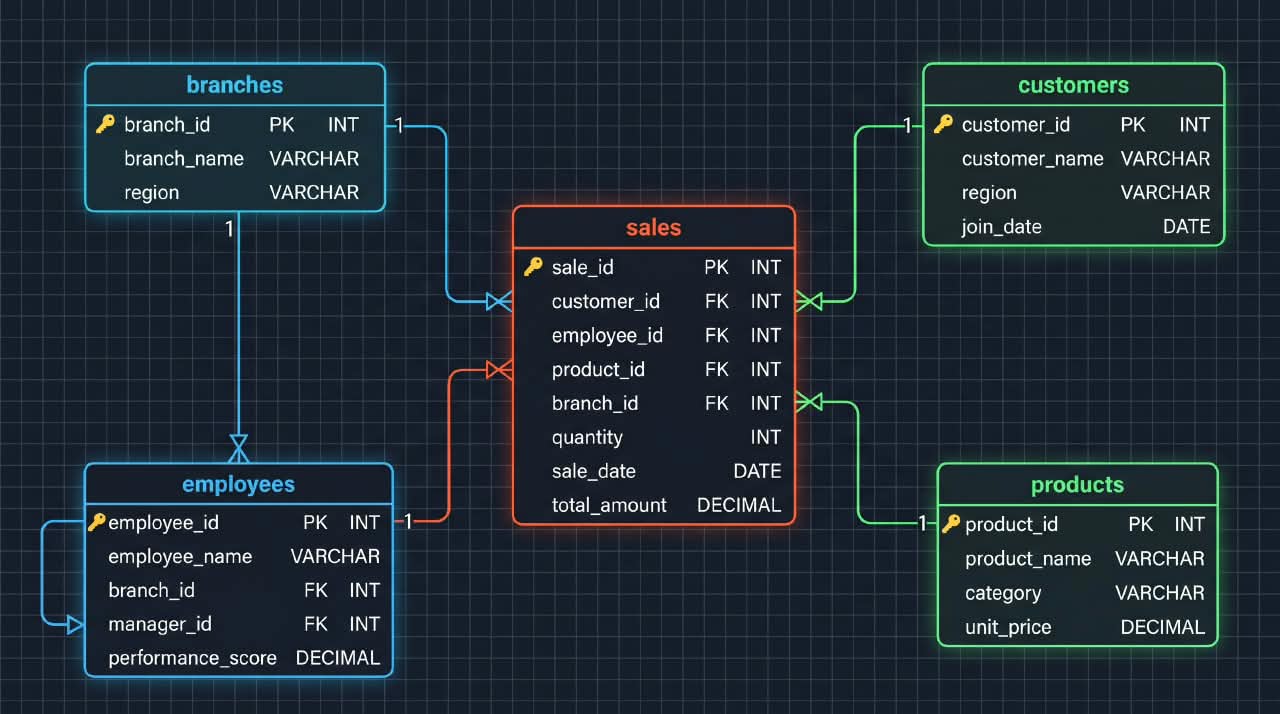 branches
branch_id PK INT
branch_name VARCHAR
region VARCHAR
1
1
customers
customer_id PK INT
customer_name VARCHAR
region VARCHAR
join_date DATE
1
sales
sale_id PK INT
customer_id FK INT
employee_id FK INT
product_id FK INT
branch_id FK INT
quantity INT
sale_date DATE
total_amount DECIMAL
employees
employee_id PK INT
employee_name VARCHAR
branch_id FK INT
manager_id FK INT
performance_score DECIMAL
1
products
product_id PK INT
product_name VARCHAR
category VARCHAR
unit_price DECIMAL
1